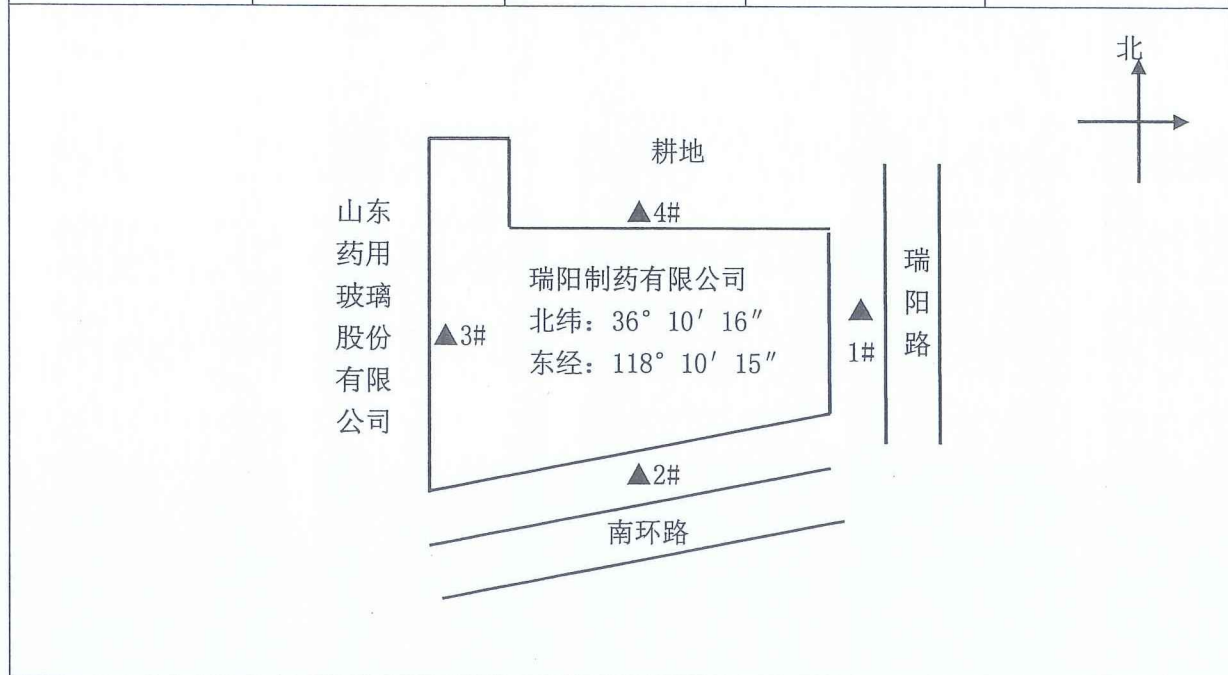 北
耕地
▲4#
山东
药用
玻璃
股份
有限
公司
瑞阳制药有限公司
北纬：36° 10′ 16″
东经：118° 10′ 15″
▲3#
▲
1#
瑞
阳
路
▲2#
南环路